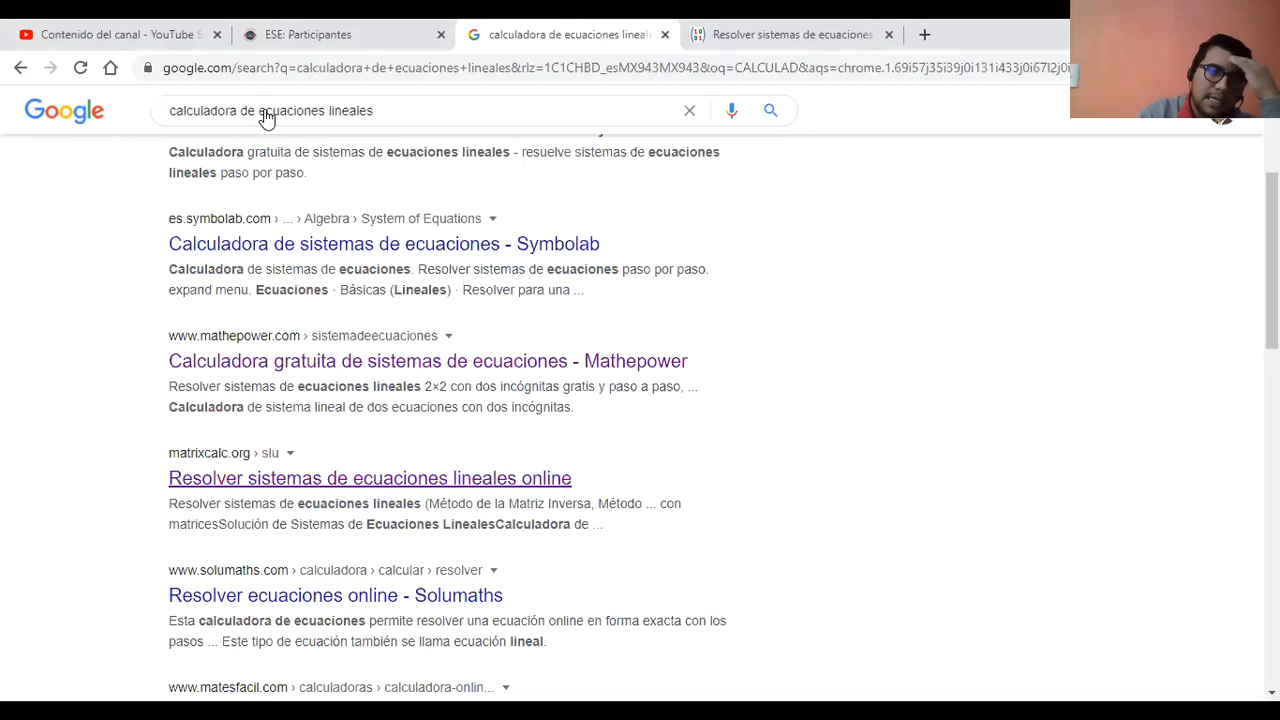 Contenido del canal - YouTube S
ESE: Participantes
calculadora de ecuaciones lineal
Resolver sistemas de ecuaciones
google.com/search?q=calculadora+de+ecuaciones+lineales&rlz=1C1CHBD_esMX943MX943&oq=CALCULAD&aqs=chrome.1.69i57j35i39j0i131i433j0i67l2j0i
Google
calculadora de ecuaciones lineales
Calculadora gratuita de sistemas de ecuaciones lineales - resuelve sistemas de ecuaciones
lineales paso por paso.
es.symbolab.com › ... › Algebra › System of Equations
Calculadora de sistemas de ecuaciones - Symbolab
Calculadora de sistemas de ecuaciones. Resolver sistemas de ecuaciones paso por paso.
expand menu. Ecuaciones · Básicas (Lineales) · Resolver para una ...
www.mathepower.com › sistemadeecuaciones
Calculadora gratuita de sistemas de ecuaciones - Mathepower
Resolver sistemas de ecuaciones lineales 2×2 con dos incógnitas gratis y paso a paso, ...
Calculadora de sistema lineal de dos ecuaciones con dos incógnitas.
matrixcalc.org › slu
Resolver sistemas de ecuaciones lineales online
Resolver sistemas de ecuaciones lineales (Método de la Matriz Inversa, Método ... con
matricesSolución de Sistemas de Ecuaciones LinealesCalculadora de ...
www.solumaths.com › calculadora › calcular › resolver
Resolver ecuaciones online - Solumaths
Esta calculadora de ecuaciones permite resolver una ecuación online en forma exacta con los
pasos ... Este tipo de ecuación también se llama ecuación lineal.
www.matesfacil.com › calculadoras › calculadora-onlin...